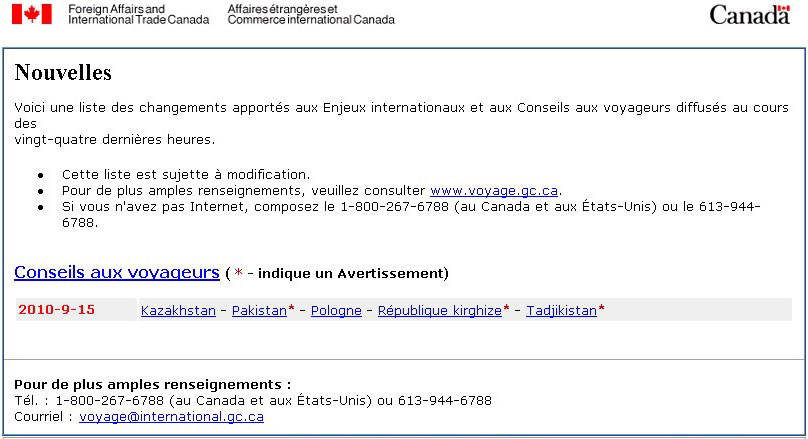 Foreign Affairs and Affaires étrangères et
International Trade Canada Commerce international Canada
Canada
Nouvelles
Voici une liste des changements apportés aux Enjeux internationaux et aux Conseils aux voyageurs diffusés au cours
des
vingt-quatre dernières heures.
• Cette liste est sujette à modification.
• Pour de plus amples renseignements, veuillez consulter www.voyage.gc.ca.
• Si vous n'avez pas Internet, composez le 1-800-267-6788 (au Canada et aux États-Unis) ou le 613-944-
6788.
Conseils aux voyageurs ( * - indique un Avertissement)
2010-9-15 Kazakhstan - Pakistan* - Pologne - République kirghize* - Tadjikistan*
Pour de plus amples renseignements :
Tél. : 1-800-267-6788 (au Canada et aux États-Unis) ou 613-944-6788
Courriel : voyage@international.gc.ca